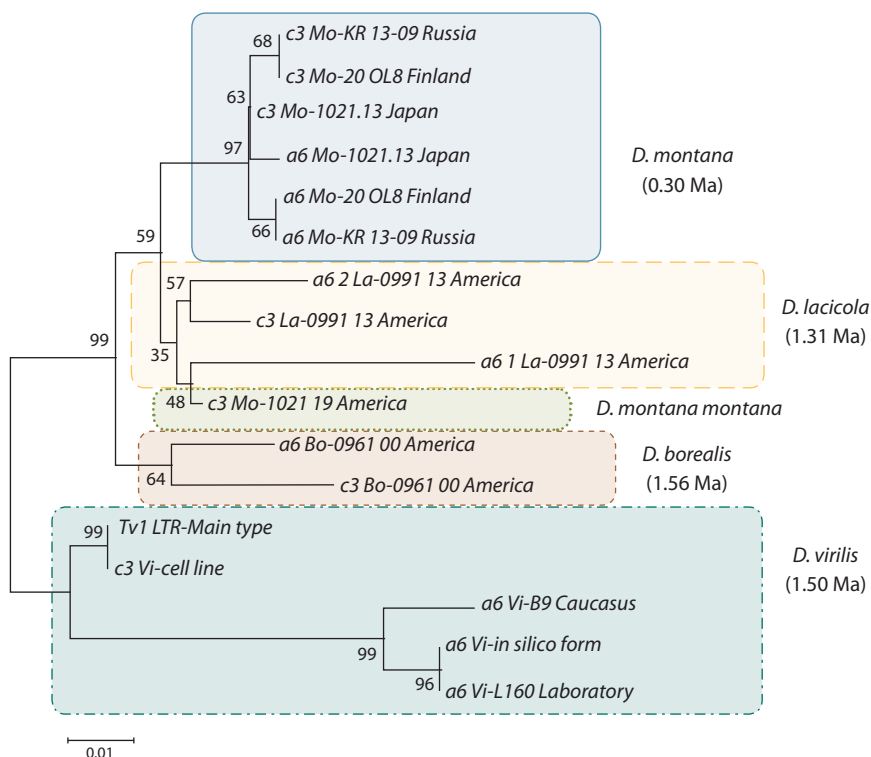 68
c3 Mo-KR 13-09 Russia
c3 Mo-20 OL8 Finland
63
c3 Mo-1021.13 Japan
97
a6 Mo-1021.13 Japan
D. montana
(0.30 Ma)
a6 Mo-20 OL8 Finland
66
a6 Mo-KR 13-09 Russia
59
57
a6 2 La-0991 13 America
D. lacicola
(1.31 Ma)
c3 La-0991 13 America
99
35
a6 1 La-0991 13 America
48
c3 Mo-1021 19 America
D. montana montana
a6 Bo-0961 00 America
D. borealis
(1.56 Ma)
64
c3 Bo-0961 00 America
99
Tv1 LTR-Main type
c3 Vi-cell line
D. virilis
(1.50 Ma)
a6 Vi-B9 Caucasus
99
a6 Vi-in silico form
96
a6 Vi-L160 Laboratory
0.01